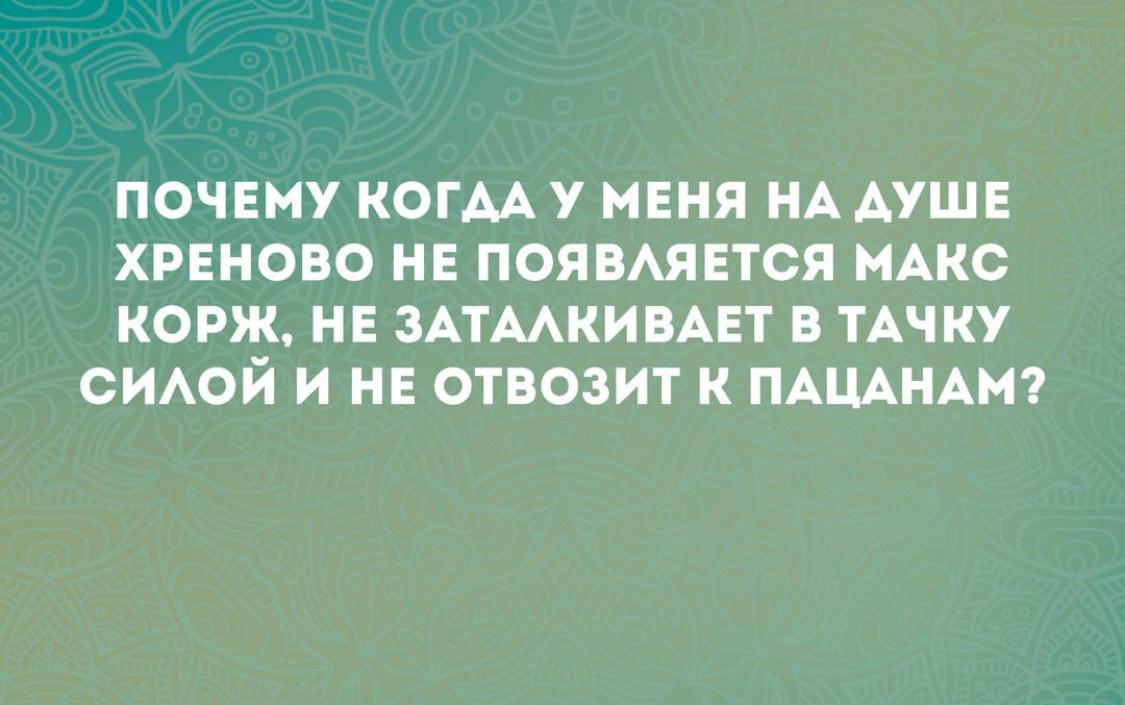 ПОЧЕМУ КОГДА У МЕНЯ НА ДУШЕ
ХРЕНОВО НЕ ПОЯВЛЯЕТСЯ МАКС
КОРЖ, НЕ ЗАТАЛКИВАЕТ В ТАЧКУ
СИЛОЙ И НЕ ОТВОЗИТ К ПАЦАНАМ?